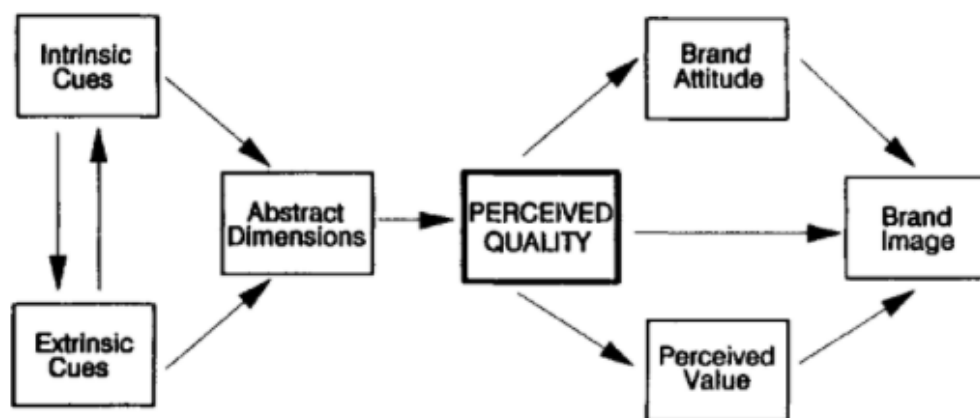 Intrinsic
Cues
Extrinsic
Cues
Abstract
Dimensions
PERCEIVED
QUALITY
Brand
Attitude
Perceived
Value
Brand
Image